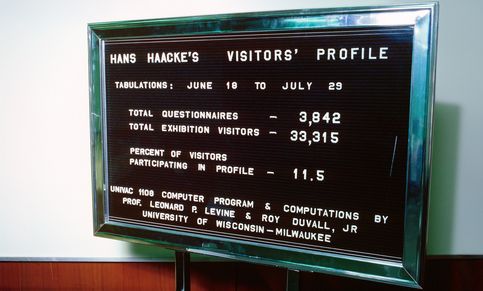 HANS HAACKE'S VISITORS' PROFILE
TABULATIONS: JUNE 18 TO JULY 29
TOTAL QUESTIONNAIRES - 3,842
TOTAL EXHIBITION VISITORS - 33,315
PERCENT OF VISITORS
PARTICIPATING IN PROFILE - 11.5
UNIVAC 1108 COMPUTER PROGRAM & COMPUTATIONS BY
PROF. LEONARD P. LEVINE & ROY DUVALL, JR
UNIVERSITY OF WISCONSIN-MILWAUKEE